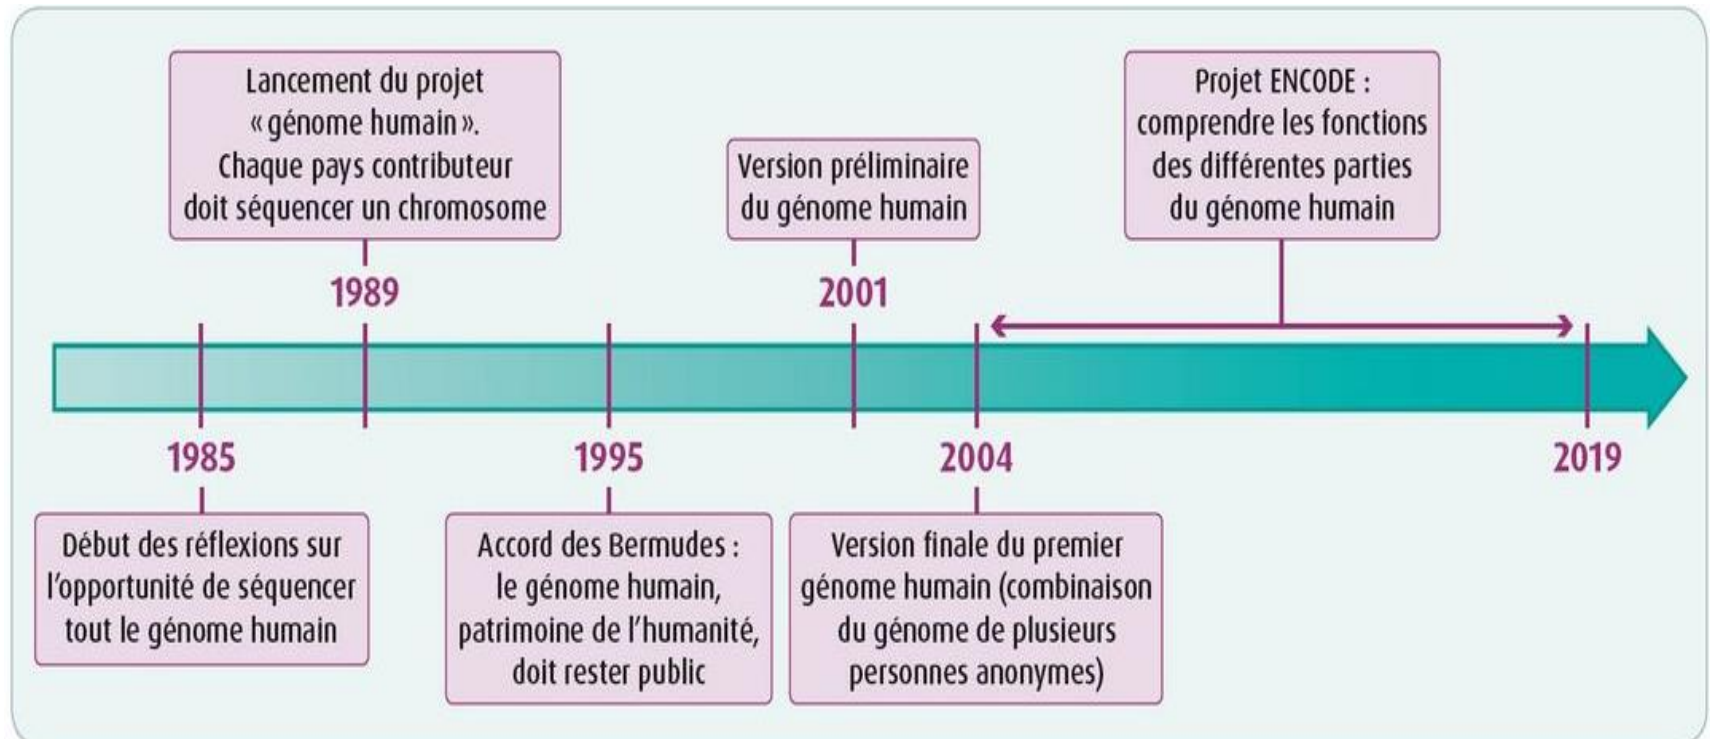 Lancement du projet
« génome humain ».
Chaque pays contributeur
doit séquencer un chromosome
1989
Version préliminaire
du génome humain
2001
Projet ENCODE :
comprendre les fonctions
des différentes parties
du génome humain
1985
Début des réflexions sur
l'opportunité de séquencer
tout le génome humain
1995
Accord des Bermudes :
le génome humain,
patrimoine de l'humanité,
doit rester public
2004
Version finale du premier
génome humain (combinaison
du génome de plusieurs
personnes anonymes)
2019